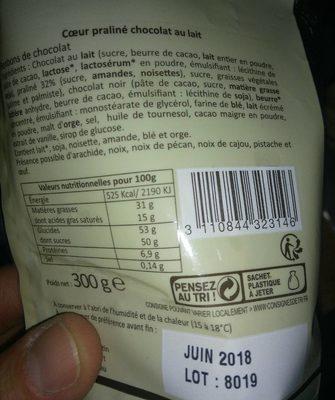 Cœur praliné chocolat au lait
bonbons de chocolat
ingrédients : Chocolat au lait (sucre, beurre de cacao, lait entier en poudre,
de cacao, lactose*, lactosérum* en poudre, émulsifiant : lécithine de
praliné 32% (sucre, amandes, noisettes), sucre, graisses végétales
et palmiste), chocolat noir (pâte de cacao, sucre, matière grasse
anhydre, beurre de cacao, émulsifiant : lécithine de soja), beurre*
concentré, émulsifiant : monostéarate de glycérol, farine de blé, lait écrémé
en poudre, malt d'orge, sel, huile de tournesol, cacao maigre en poudre,
extrait de vanille, sirop de glucose.
Contient lait*, soja, noisette, amande, blé et orge.
Présence possible d'arachide, noix, noix de pécan, noix de cajou, pistache et
œuf.
Valeurs nutritionnelles pour 100g
Energie 525 Kcal/ 2190 KJ
Matières grasses 31 g
dont acides gras saturés 15 g
Glucides 53 g
dont sucres 50 g
Protéines 6,9 g
Sel 0,14 g
3 110844 323146
Poids net : 300 g e
PENSEZ
AU TRI !
SACHET
PLASTIQUE
À JETER
CONSIGNE POUVANT VARIER LOCALEMENT > WWW.CONSIGNESDETRI.FR
A conserver à l'abri de l'humidité et de la chaleur (15 à 18°C)
de préférence avant fin :
JUIN 2018
LOT : 8019